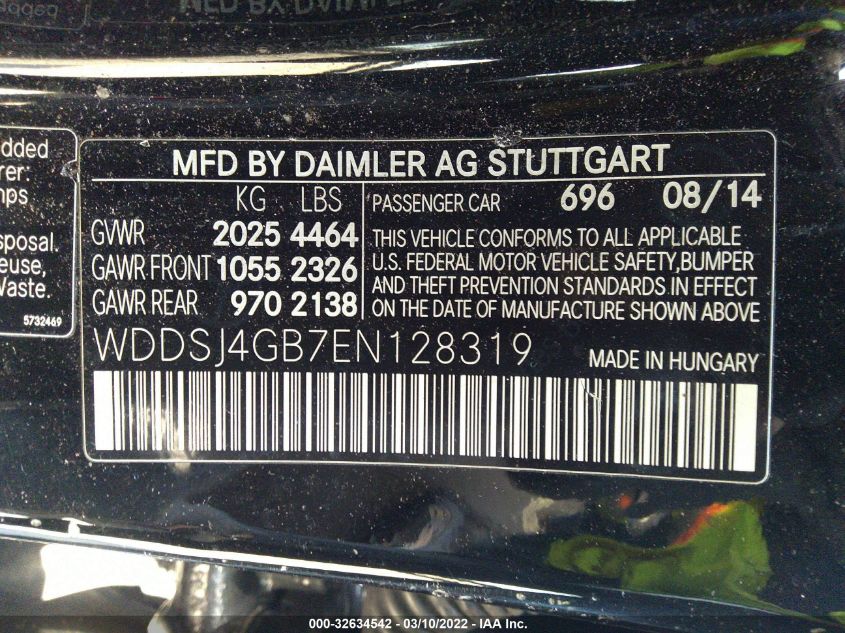 MFD BY DAIMLER AG STUTTGART
KG LBS
GVWR 2025 4464
GAWR FRONT 1055 2326
GAWR REAR 970 2138
PASSENGER CAR 696 08/14
THIS VEHICLE CONFORMS TO ALL APPLICABLE
U.S. FEDERAL MOTOR VEHICLE SAFETY,BUMPER
AND THEFT PREVENTION STANDARDS IN EFFECT
ON THE DATE OF MANUFACTURE SHOWN ABOVE
WDDSJ4GB7EN128319 MADE IN HUNGARY
dded
rer:
mps
sposal.
euse,
Waste.
5732469
000-32634542 - 03/10/2022 - IAA Inc.